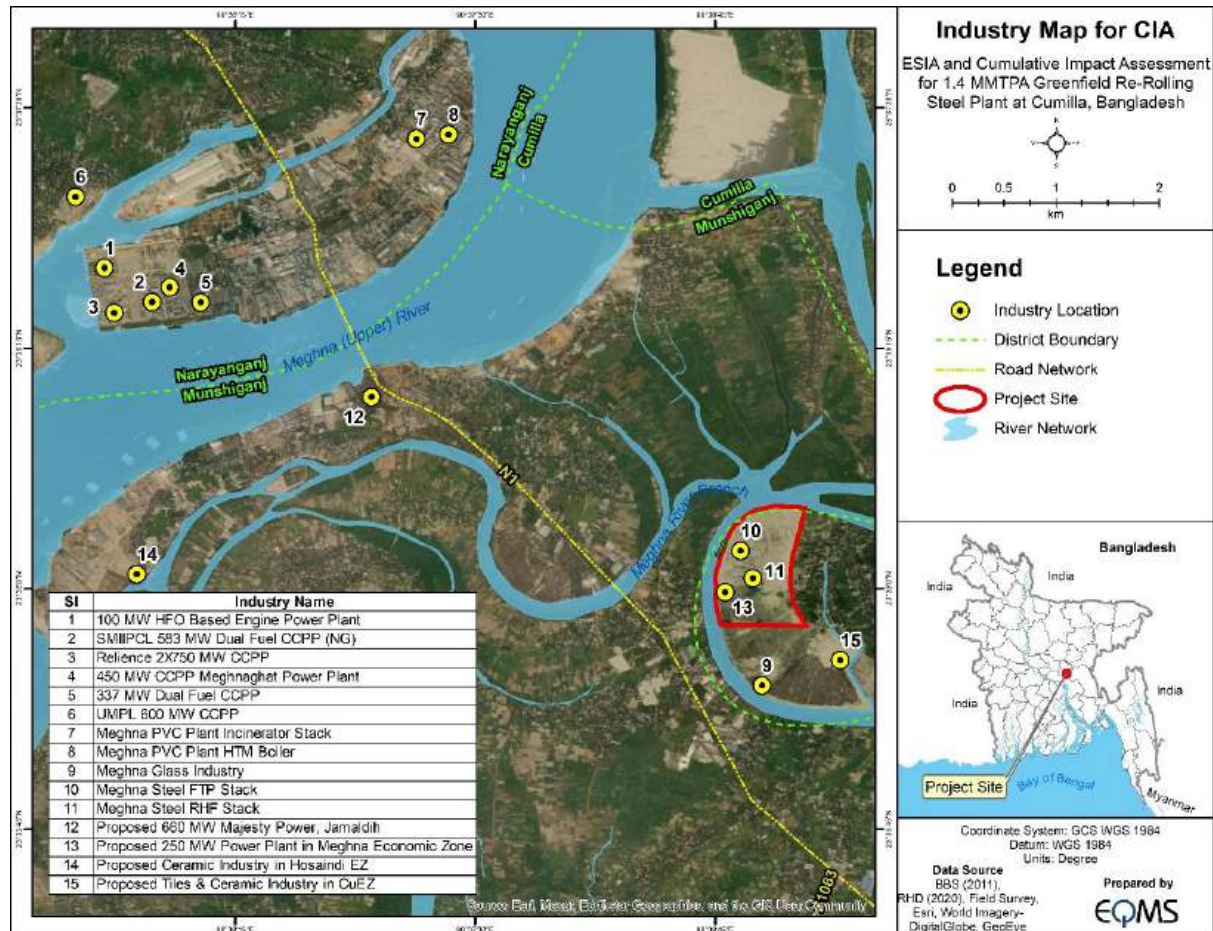 Industry Map for CIA
ESIA and Cumulative Impact Assessment
for 1.4 MMTPA Greenfield Re-Rolling
Steel Plant at Cumilla, Bangladesh
N
S
0 0.5 1 2
km
Legend
Industry Location
District Boundary
Road Network
Project Site
River Network
Bangladesh
India
India
India
India
Myanmar
Bay of Bengal
Project Site
Coordinate System: GCS WGS 1984
Datum: WGS 1984
Units: Degree
Data Source
BBS (2011),
RHD (2020), Field Survey,
Esri, World Imagery-
DigitalGlobe, GeoEye
Prepared by
EQMS
7
8
6
1
2
4
5
3
12
14
10
11
13
15
9
Narayanganj
Cumilla
Cumilla
Munshiganj
Narayanganj
Munshiganj
Meghna (Upper) River
Meghna River Branch
N1
SI Industry Name
1 100 MW HFO Based Engine Power Plant
2 SMIIPCL 583 MW Dual Fuel CCPP (NG)
3 Relience 2X750 MW CCPP
4 450 MW CCPP Meghnaghat Power Plant
5 337 MW Dual Fuel CCPP
6 UMPL 600 MW CCPP
7 Meghna PVC Plant Incinerator Stack
8 Meghna PVC Plant HTM Boiler
9 Meghna Glass Industry
10 Meghna Steel FTP Stack
11 Meghna Steel RHF Stack
12 Proposed 660 MW Majesty Power, Jamaldih
13 Proposed 250 MW Power Plant in Meghna Economic Zone
14 Proposed Ceramic Industry in Hosaindi EZ
15 Proposed Tiles & Ceramic Industry in CuEZ